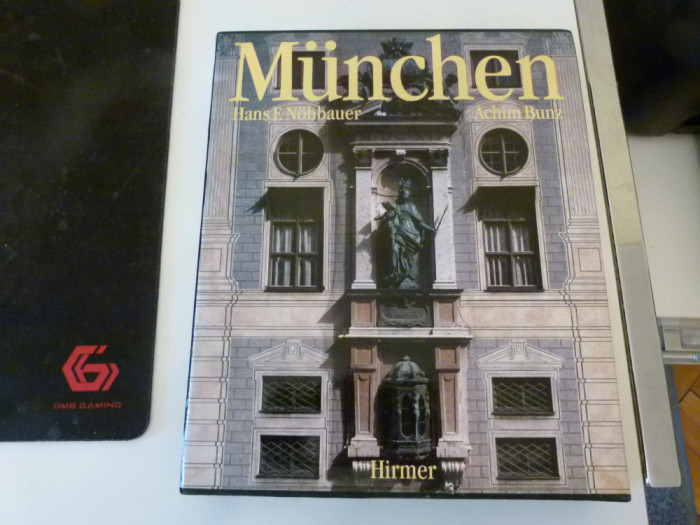 München
Hans F. Nöhbauer Achim Bunz
Hirmer
GMB GAMING